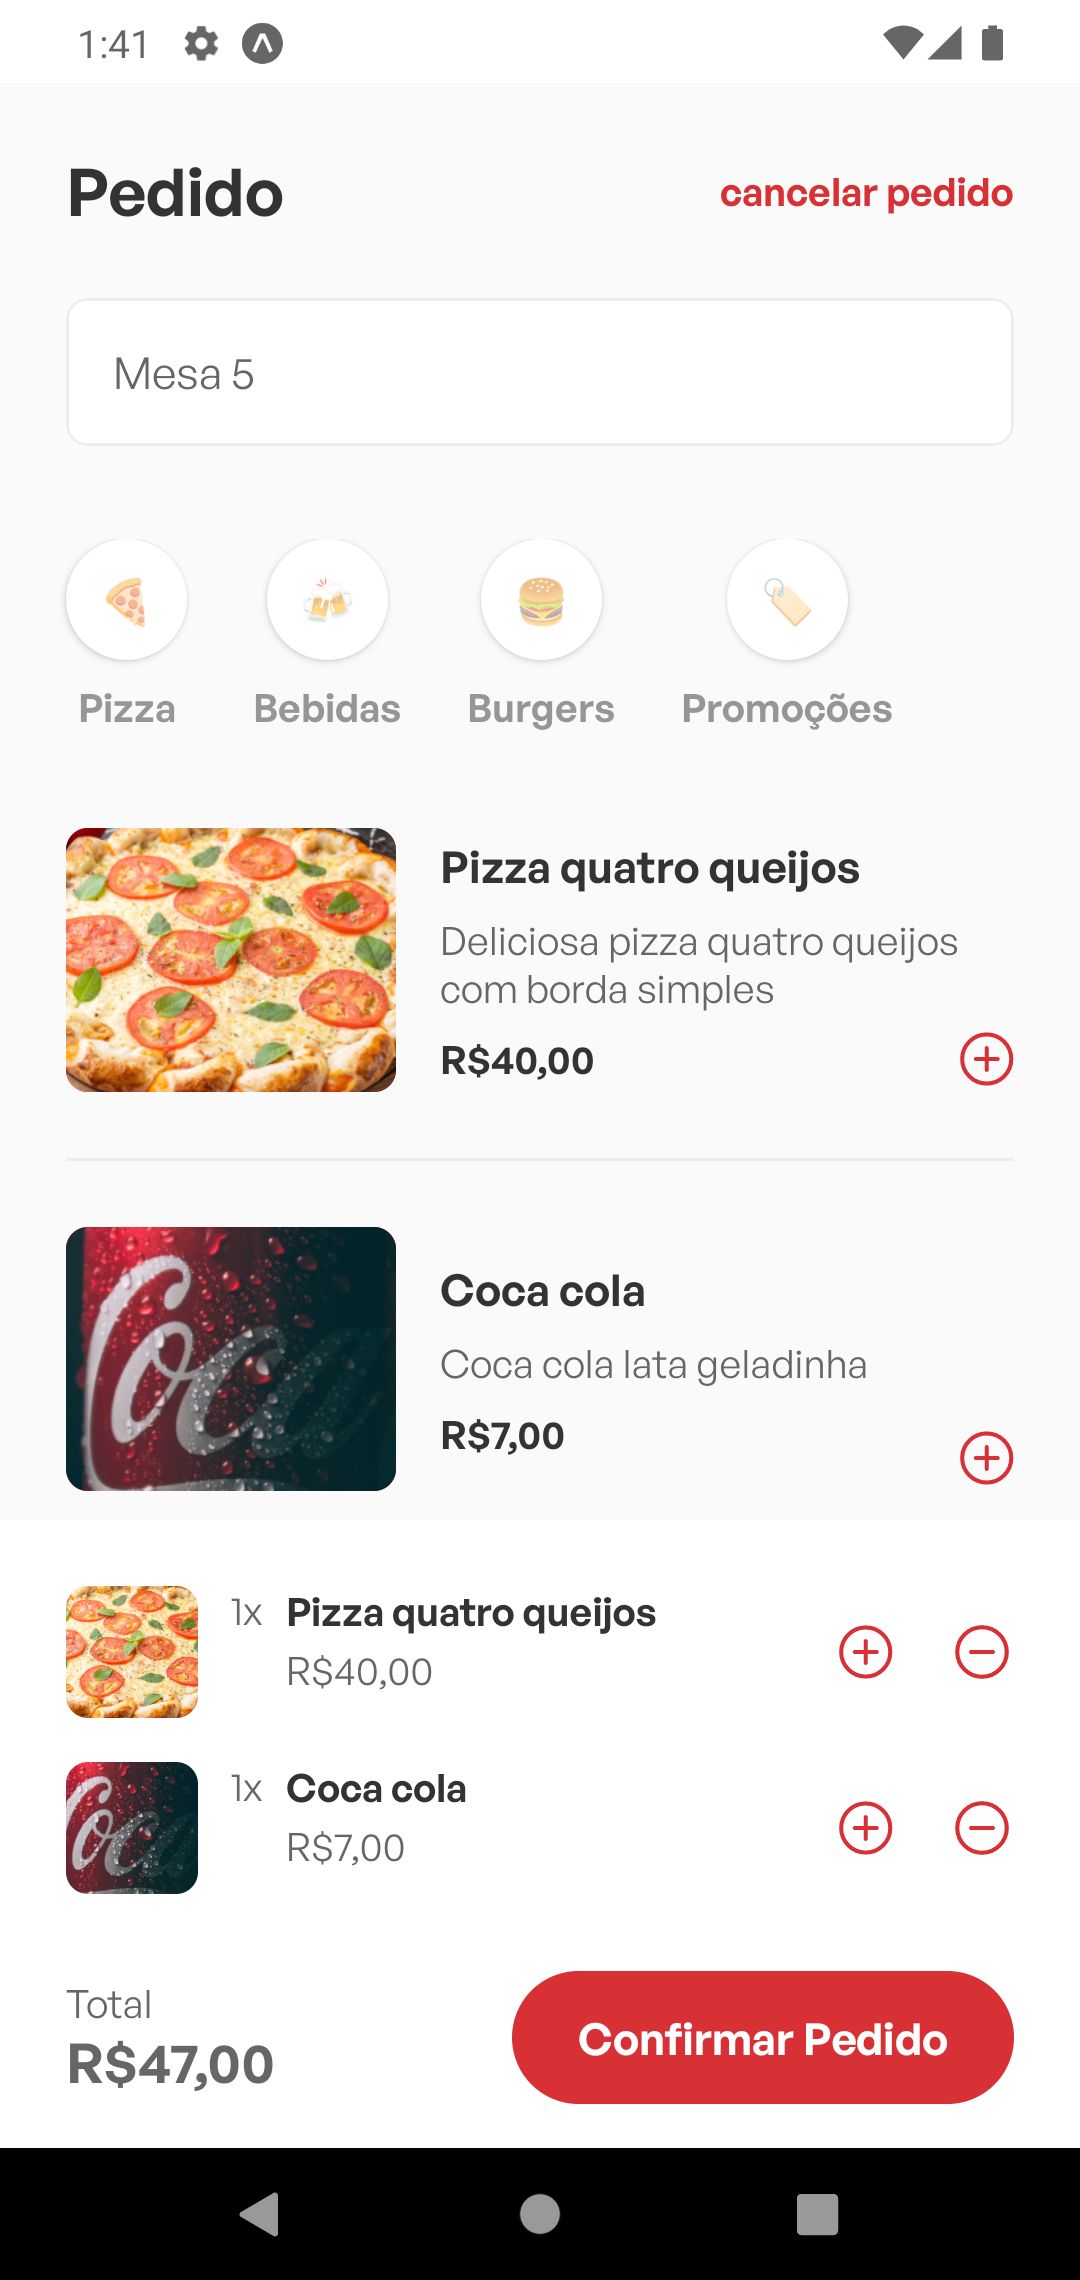 1:41
Pedido
cancelar pedido
Mesa 5
Pizza
Bebidas
Burgers
Promoções
Pizza quatro queijos
Deliciosa pizza quatro queijos
com borda simples
R$40,00
Coca
Coca cola
Coca cola lata geladinha
R$7,00
1x Pizza quatro queijos
R$40,00
Coca
1x Coca cola
R$7,00
Total
R$47,00
Confirmar Pedido